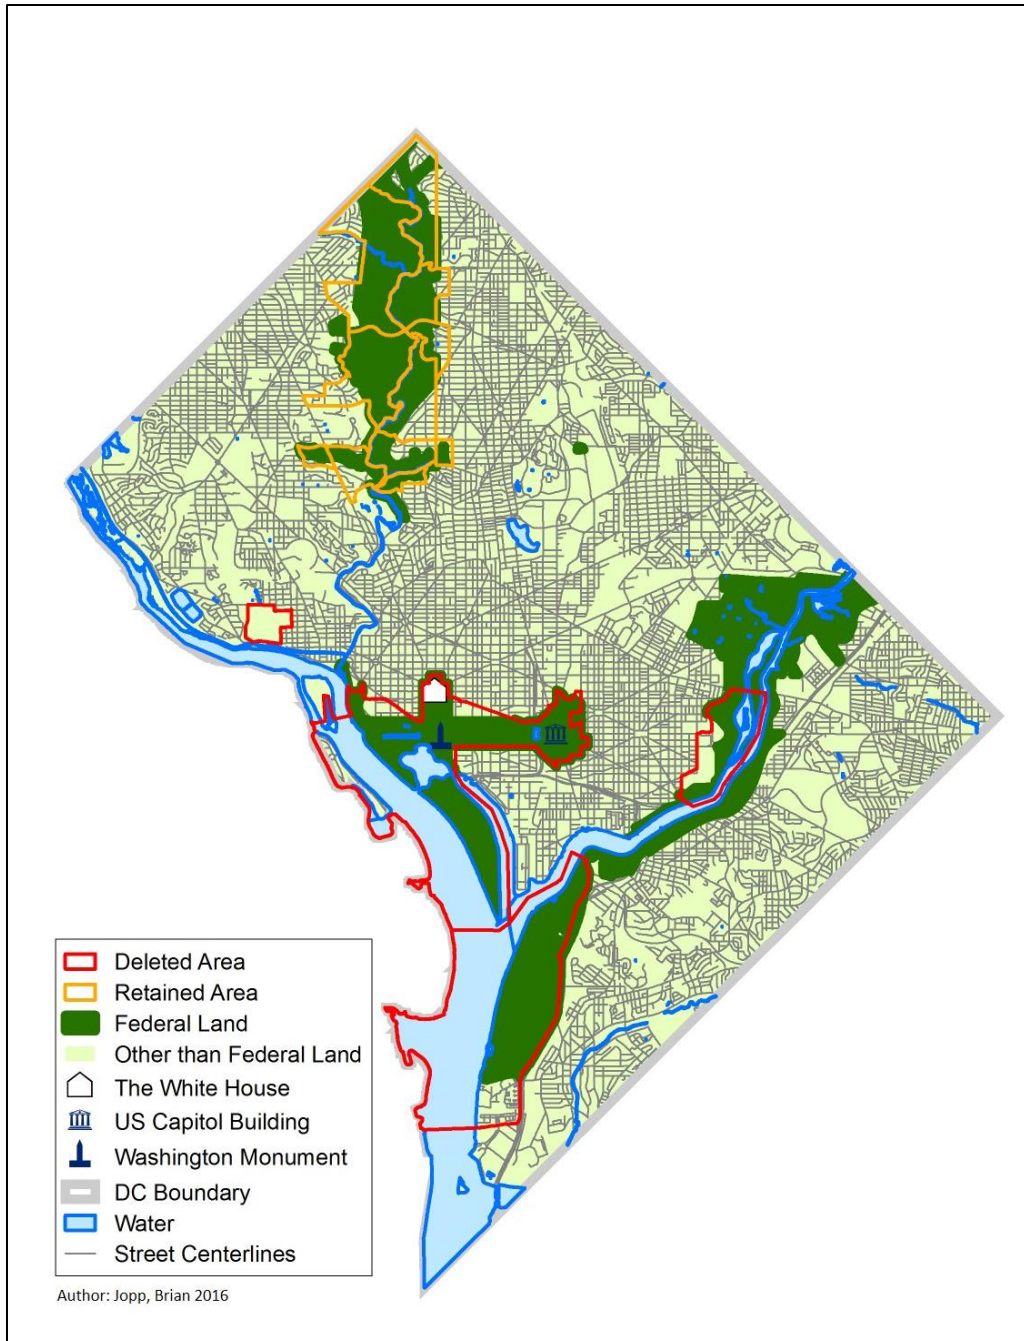 Deleted Area
Retained Area
Federal Land
Other than Federal Land
The White House
US Capitol Building
Washington Monument
DC Boundary
Water
Street Centerlines
Author: Jopp, Brian 2016